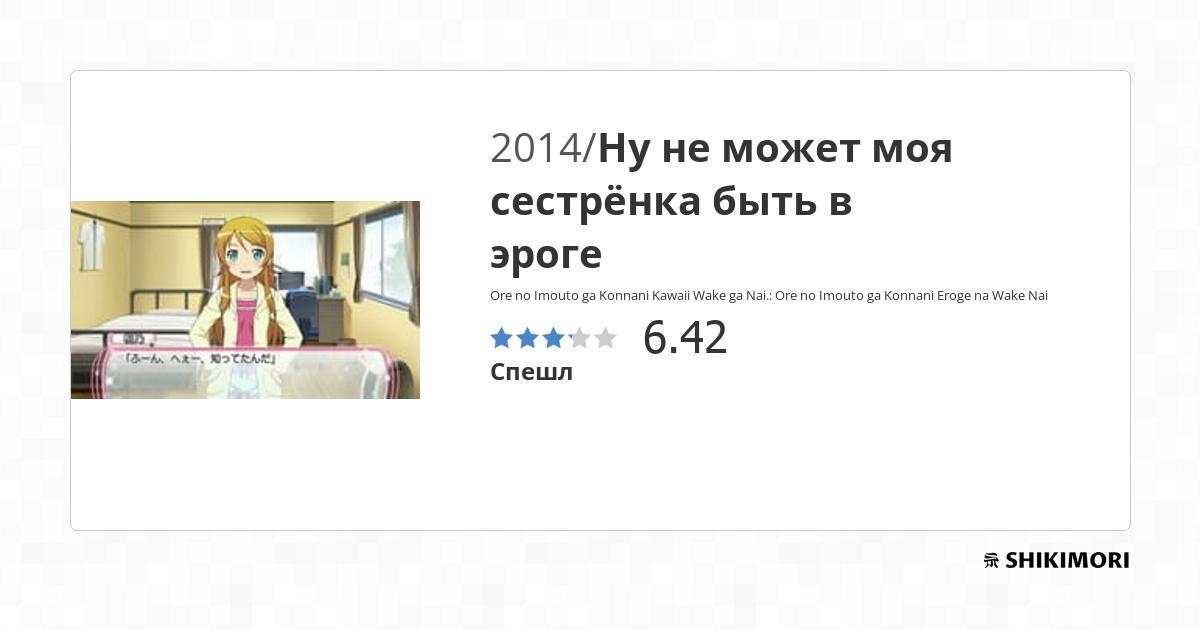 2014/Ну не может моя
сестрёнка быть в
эроге
Ore no Imouto ga Konnani Kawaii Wake ga Nai.: Ore no Imouto ga Konnani Eroge na Wake Nai
6.42
Спешл
「ふーん、へぇー、知ってたんだ」
SHIKIMORI